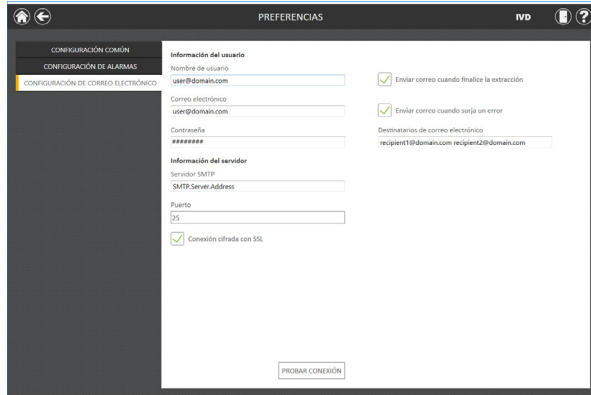 PREFERENCIAS
IVD
?
CONFIGURACIÓN COMÚN
CONFIGURACIÓN DE ALARMAS
CONFIGURACIÓN DE CORREO ELECTRÓNICO
Información del usuario
Nombre de usuario
user@domain.com
Correo electrónico
user@domain.com
Contraseña
########
Información del servidor
Servidor SMTP
SMTP.Server.Address
Puerto
25
Conexión cifrada con SSL
Enviar correo cuando finalice la extracción
Enviar correo cuando surja un error
Destinatarios de correo electrónico
recipient1@domain.com recipient2@domain.com
PROBAR CONEXIÓN